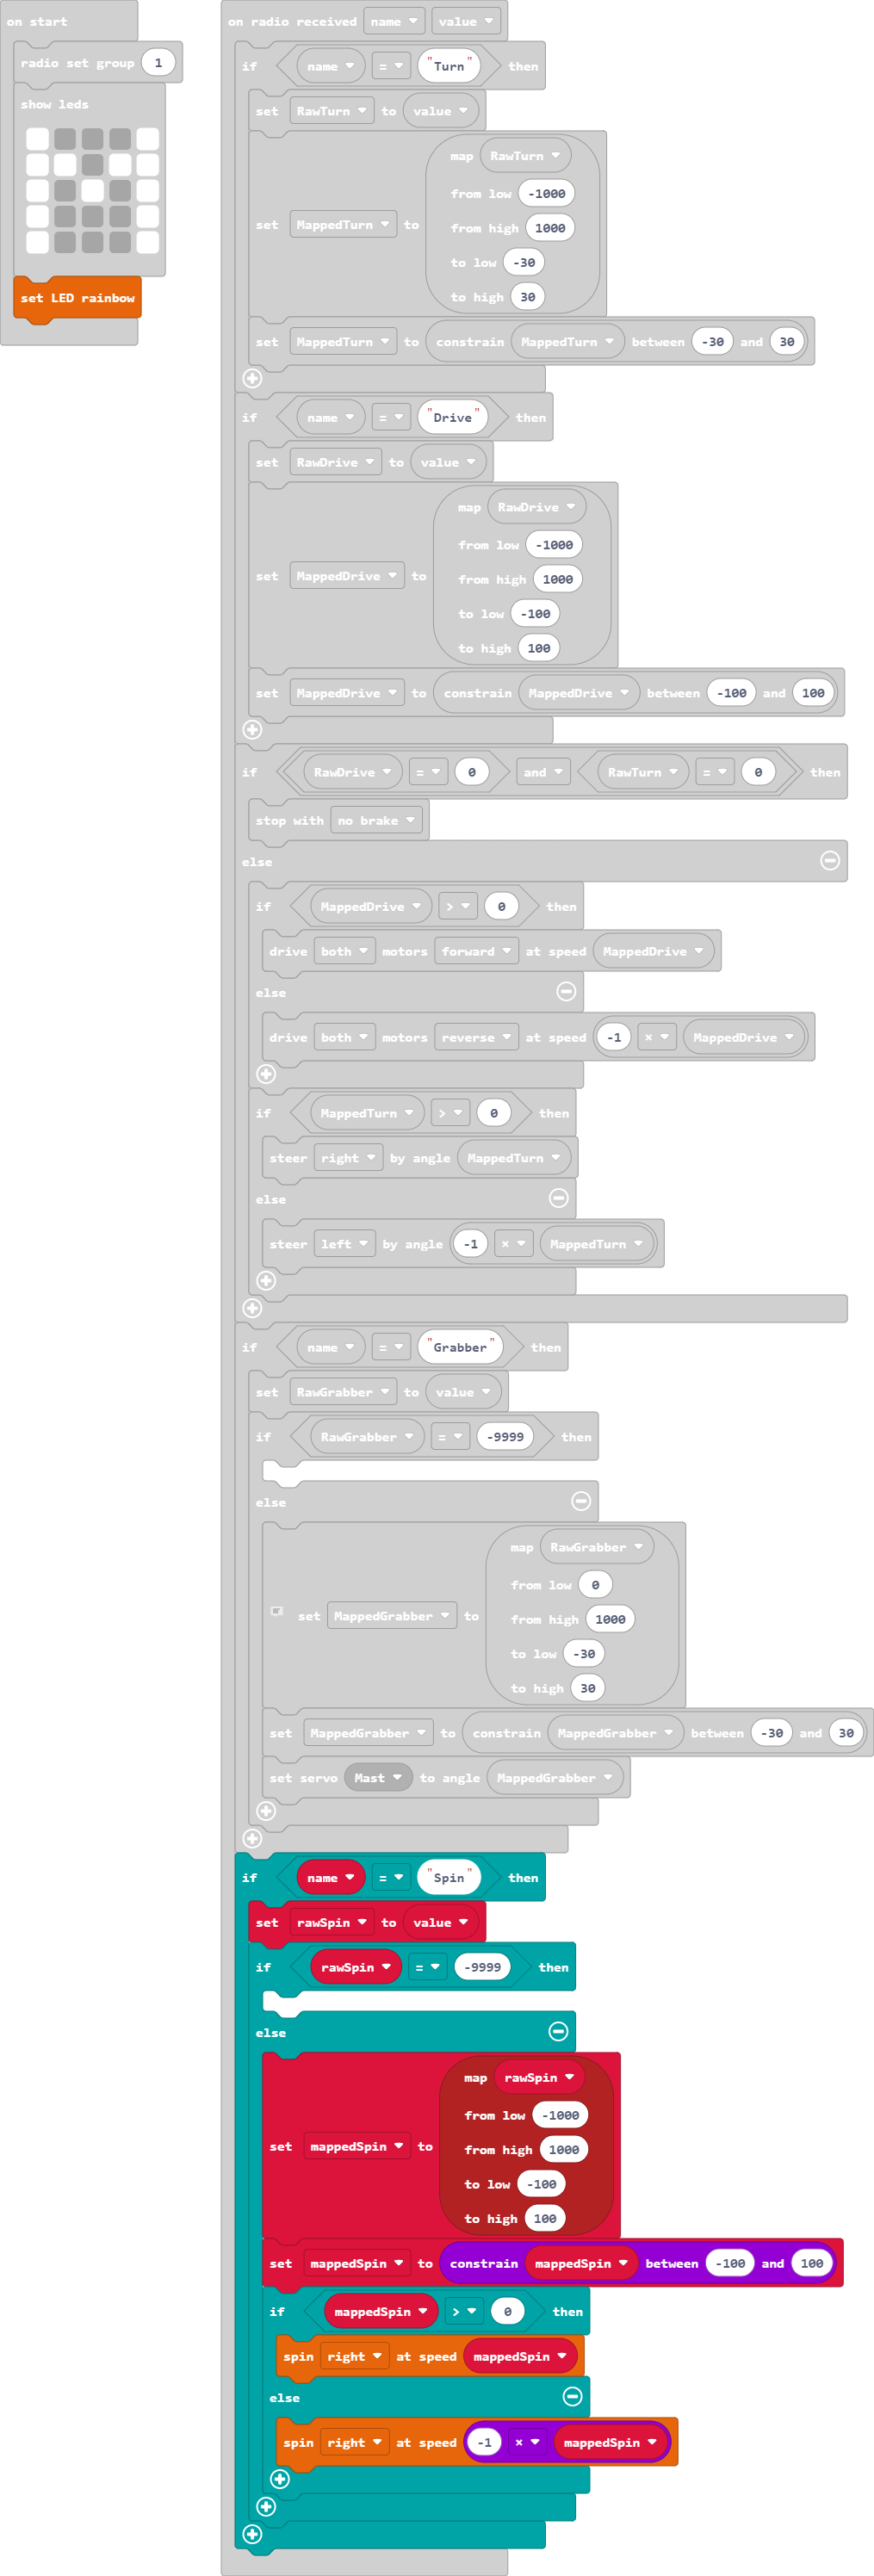 on start
radio set group 1
show leds
set LED rainbow
on radio received name value
if name = "Turn" then
set RawTurn to value
set MappedTurn to map RawTurn
from low -1000
from high 1000
to low -30
to high 30
set MappedTurn to constrain MappedTurn between -30 and 30
if name = "Drive" then
set RawDrive to value
set MappedDrive to map RawDrive
from low -1000
from high 1000
to low -100
to high 100
set MappedDrive to constrain MappedDrive between -100 and 100
if RawDrive = 0 and RawTurn = 0 then
stop with no brake
else
if MappedDrive > 0 then
drive both motors forward at speed MappedDrive
else
drive both motors reverse at speed -1 × MappedDrive
if MappedTurn > 0 then
steer right by angle MappedTurn
else
steer left by angle -1 × MappedTurn
if name = "Grabber" then
set RawGrabber to value
if RawGrabber = -9999 then
else
set MappedGrabber to map RawGrabber
from low 0
from high 1000
to low -30
to high 30
set MappedGrabber to constrain MappedGrabber between -30 and 30
set servo Mast to angle MappedGrabber
if name = "Spin" then
set rawSpin to value
if rawSpin = -9999 then
else
set mappedSpin to map rawSpin
from low -1000
from high 1000
to low -100
to high 100
set mappedSpin to constrain mappedSpin between -100 and 100
if mappedSpin > 0 then
spin right at speed mappedSpin
else
spin right at speed -1 × mappedSpin